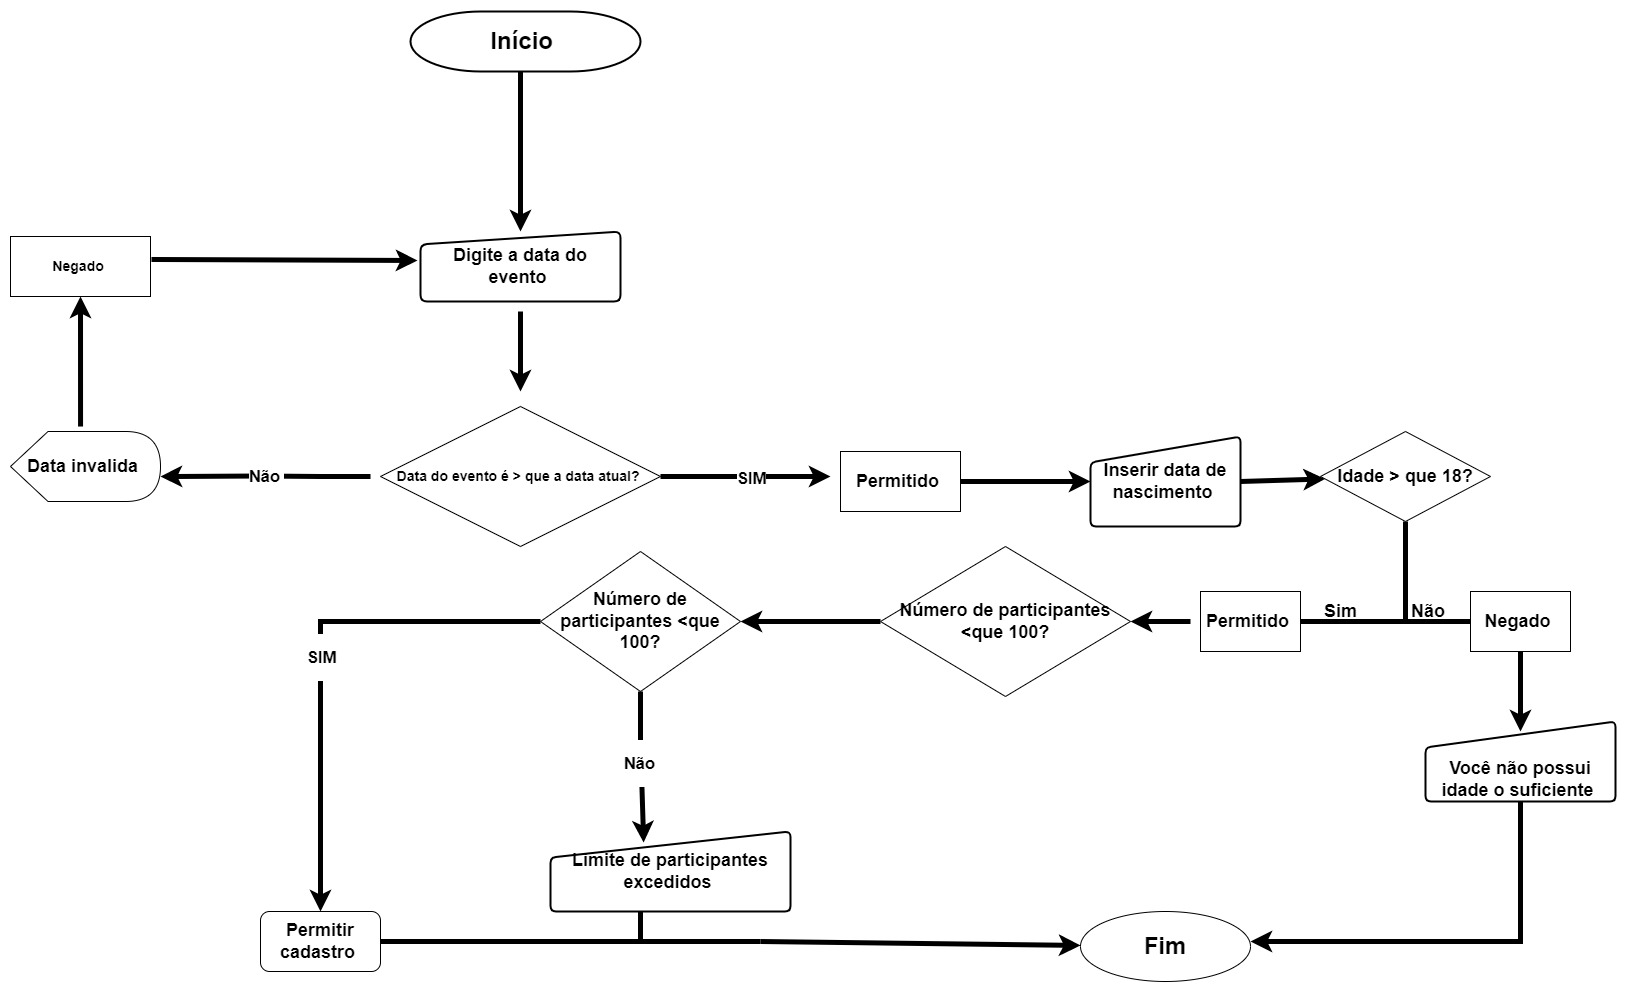 Início
Digite a data do
evento
Negado
Data invalida
Não
Data do evento é > que a data atual?
SIM
Permitido
Inserir data de
nascimento
Idade > que 18?
Sim
Não
Negado
Permitido
Número de participantes
<que 100?
Número de
participantes <que
100?
SIM
Não
Você não possui
idade o suficiente
Limite de participantes
excedidos
Permitir
cadastro
Fim